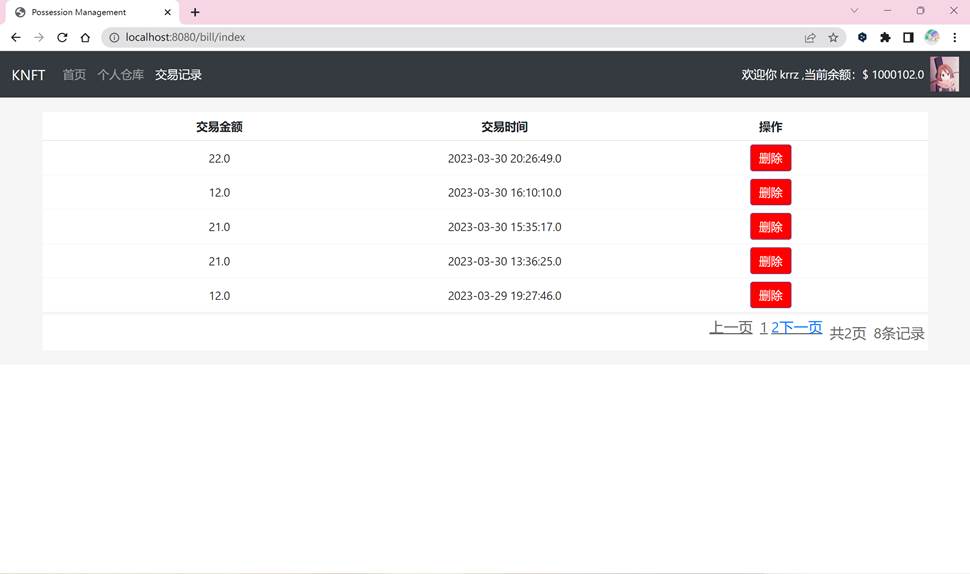 Possession Management
localhost:8080/bill/index
KNFT 首页 个人仓库 交易记录 欢迎你 krrz ,当前余额：$ 1000102.0
交易金额 交易时间 操作
22.0 2023-03-30 20:26:49.0 删除
12.0 2023-03-30 16:10:10.0 删除
21.0 2023-03-30 15:35:17.0 删除
21.0 2023-03-30 13:36:25.0 删除
12.0 2023-03-29 19:27:46.0 删除
上一页 1 2下一页 共2页 8条记录